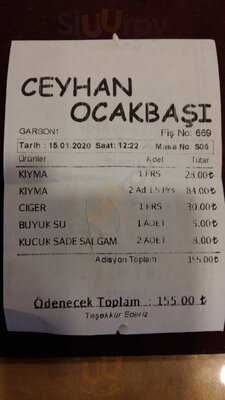 CEYHAN
OCAKBAŞI
GARSON1 Fiş No: 669
Tarih : 15.01.2020 Saat: 12:22 Masa No: S06
Ürünler Adet Tutar
KIYMA 1 PRS 28.00 ₺
KIYMA 2 Ad 1.5 Prs 84.00 ₺
CIGER 1 PRS 30.00 ₺
BUYUK SU 1 ADET 5.00 ₺
KUCUK SADE SALGAM 2 ADET 8.00 ₺
Adisyon Toplam 155.00 ₺
Ödenecek Toplam : 155.00 ₺
Teşekkür Ederiz